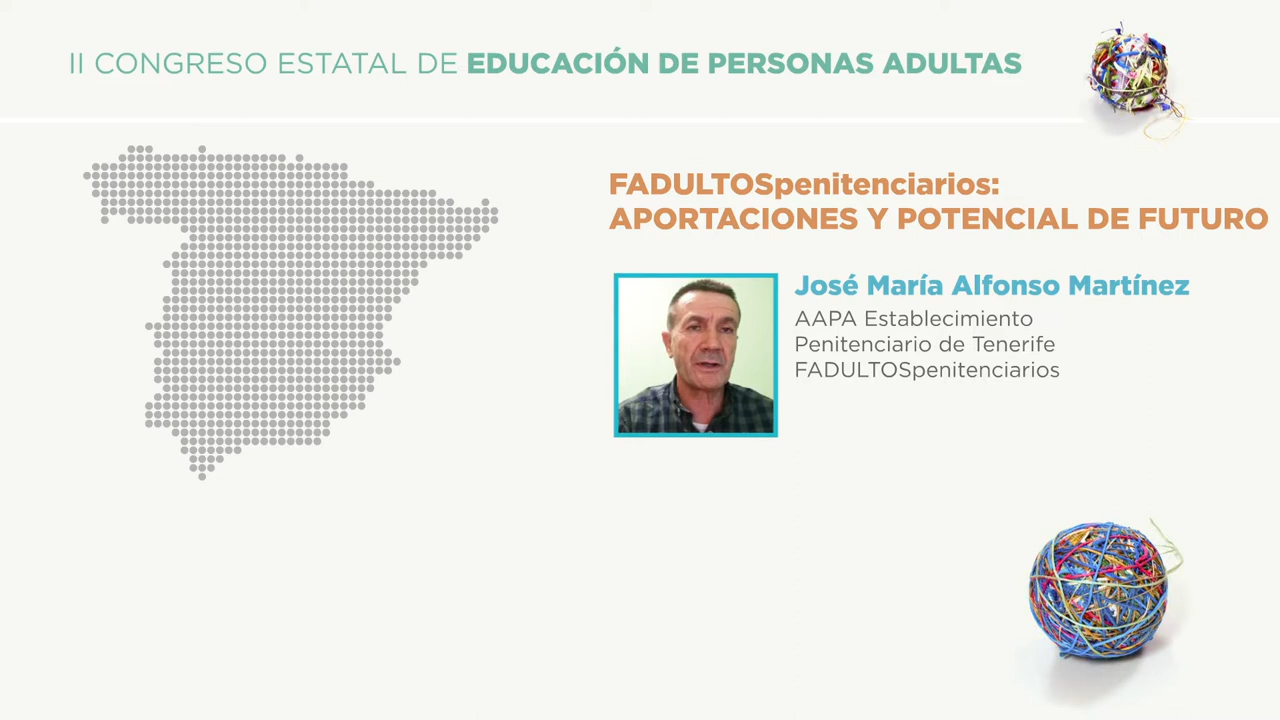 II CONGRESO ESTATAL DE EDUCACIÓN DE PERSONAS ADULTAS
FADULTOSpenitenciarios:
APORTACIONES Y POTENCIAL DE FUTURO
José María Alfonso Martínez
AAPA Establecimiento
Penitenciario de Tenerife
FADULTOSpenitenciarios